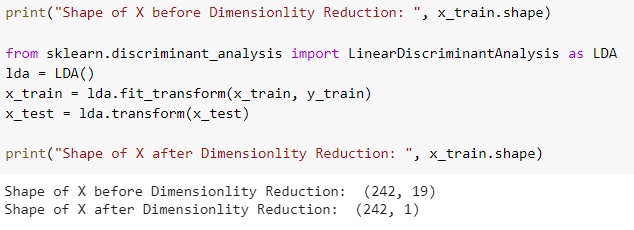 print("Shape of X before Dimensionlity Reduction: ", x_train.shape)
from sklearn.discriminant_analysis import LinearDiscriminantAnalysis as LDA
lda = LDA()
x_train = lda.fit_transform(x_train, y_train)
x_test = lda.transform(x_test)
print("Shape of X after Dimensionlity Reduction: ", x_train.shape)
Shape of X before Dimensionlity Reduction:  (242, 19)
Shape of X after Dimensionlity Reduction:  (242, 1)